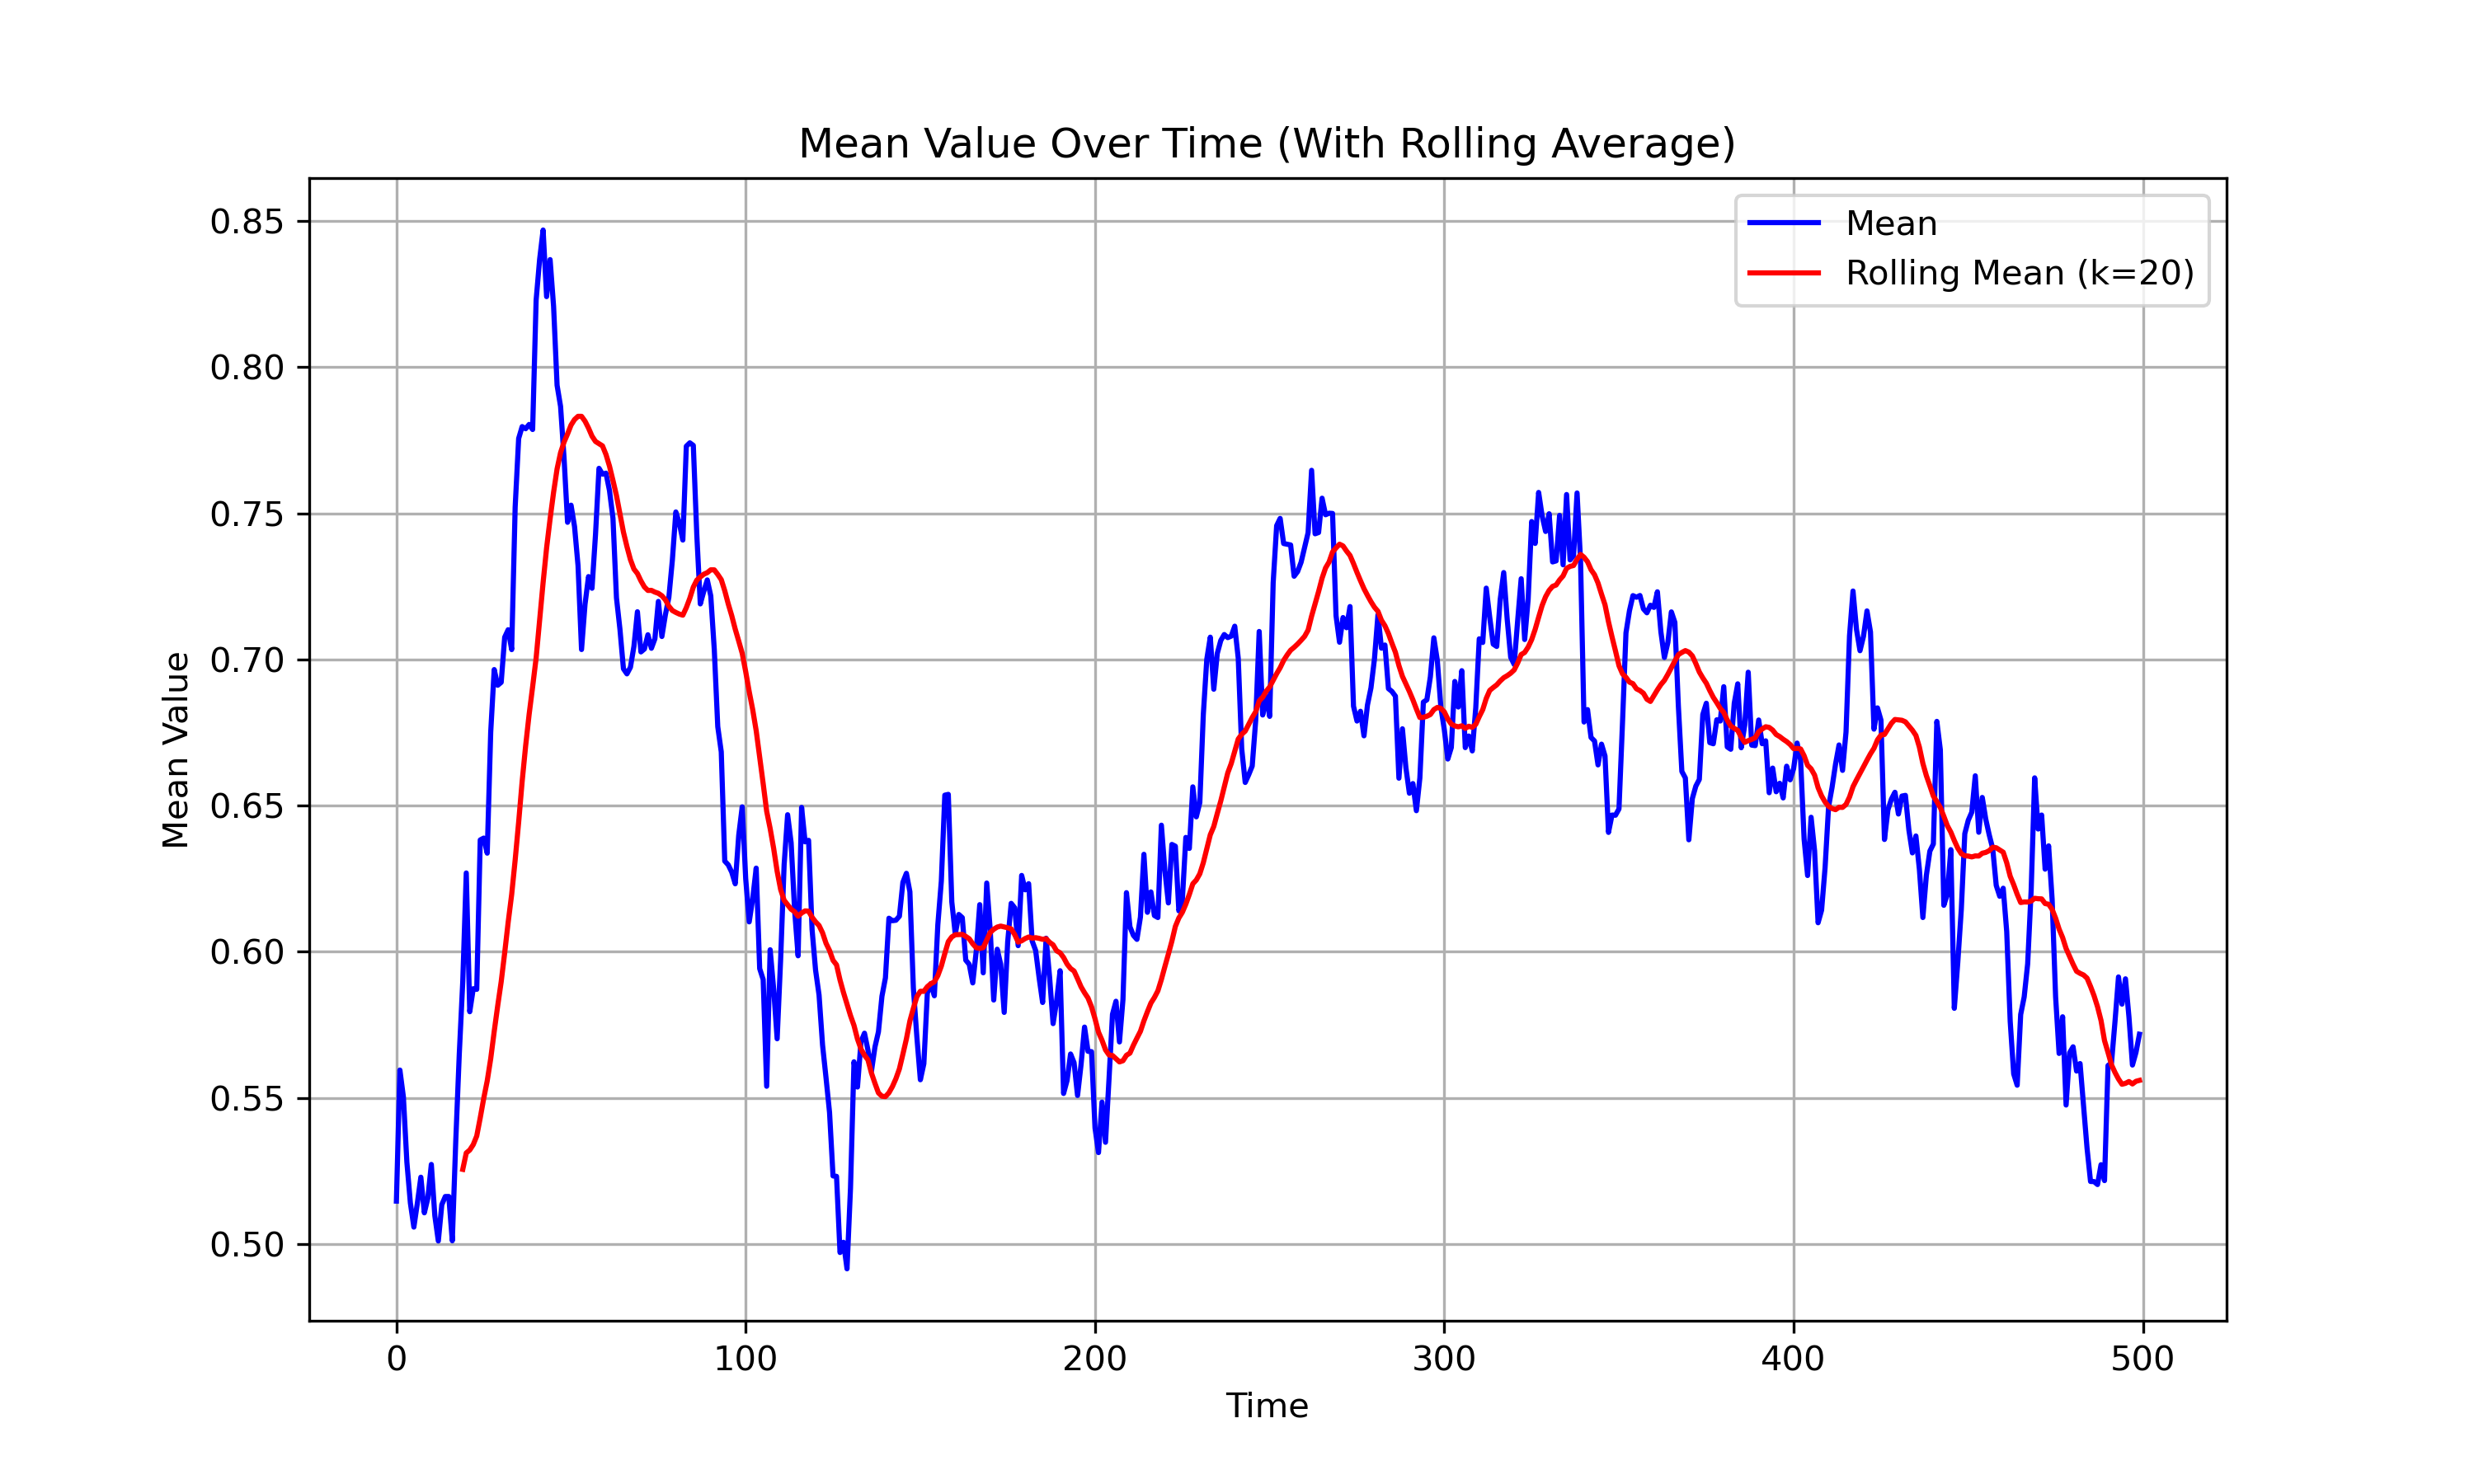 Mean Value Over Time (With Rolling Average)
Mean
Rolling Mean (k=20)
Mean Value
0.85
0.80
0.75
0.70
0.65
0.60
0.55
0.50
0 100 200 300 400 500
Time